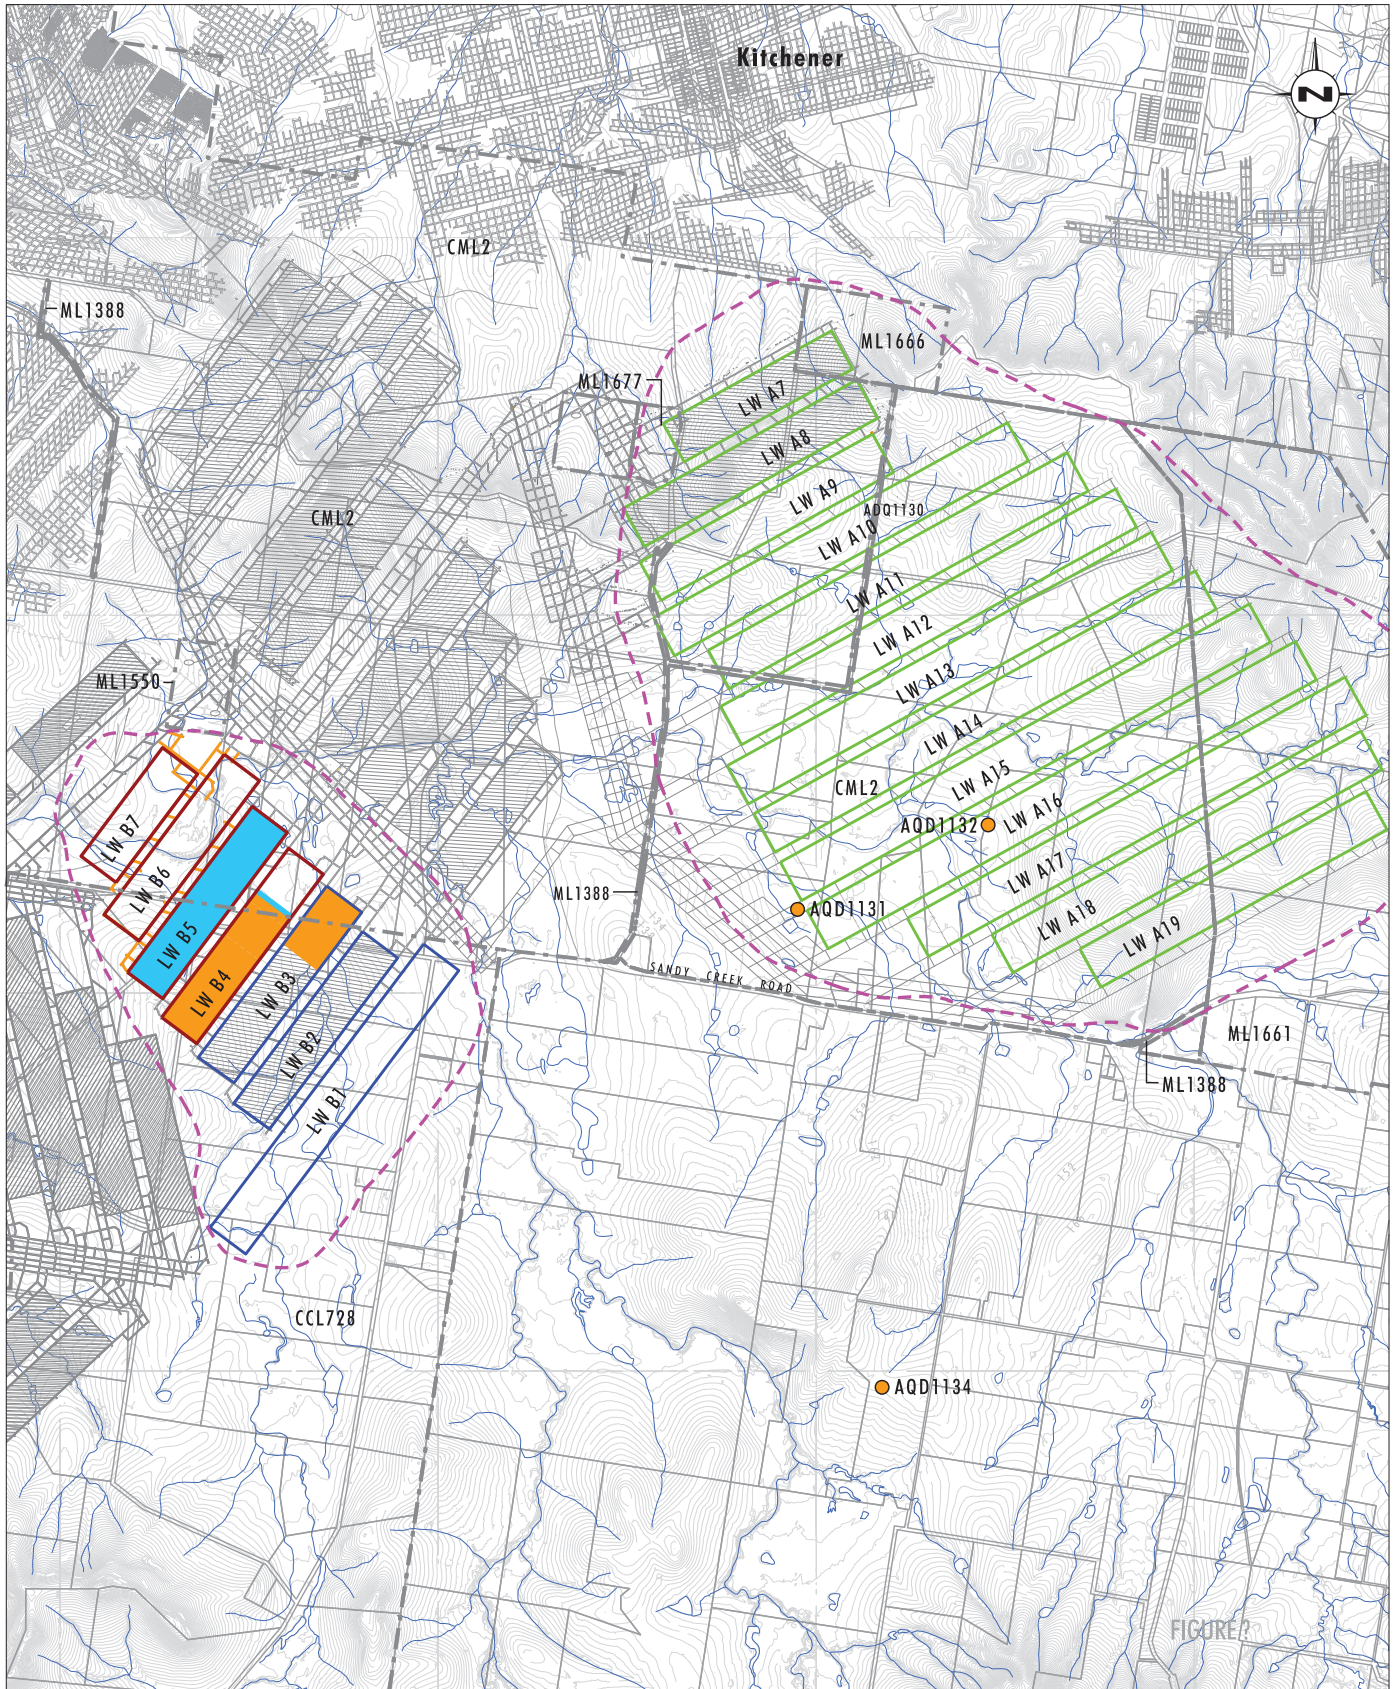 Kitchener
N
CML2
ML1388
ML1666
ML1677
LW A7
LW A8
LW A9
ADQ1130
LW A10
CML2
LW A11
LW A12
LW A13
ML1550
LW A14
LW A15
CML2
LW A16
AQD1132
LW A17
LW B7
LW B6
ML1388
AQD1131
LW A18
LW A19
LW B5
LW B4
LW B3
SANDY CREEK ROAD
LW B2
ML1661
ML1388
LW B1
CCL728
AQD1134
FIGURE?